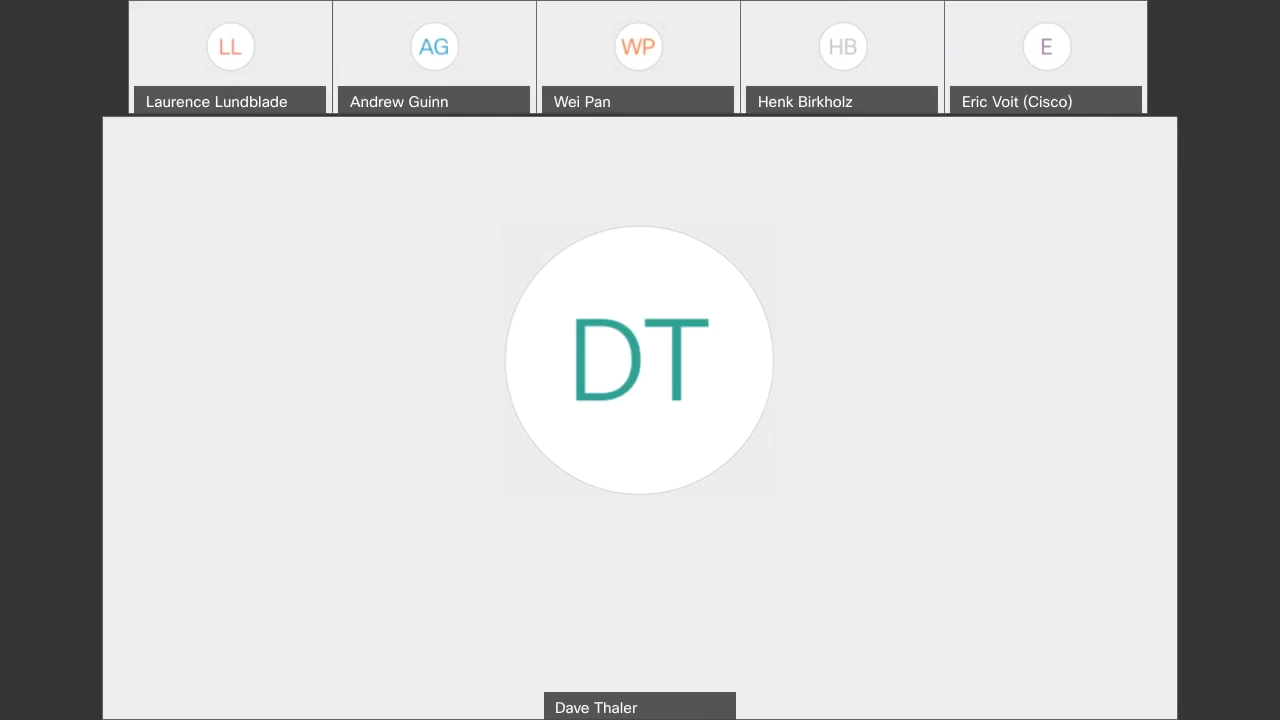 LL
AG
WP
HB
E
Laurence Lundblade
Andrew Guinn
Wei Pan
Henk Birkholz
Eric Voit (Cisco)
DT
Dave Thaler